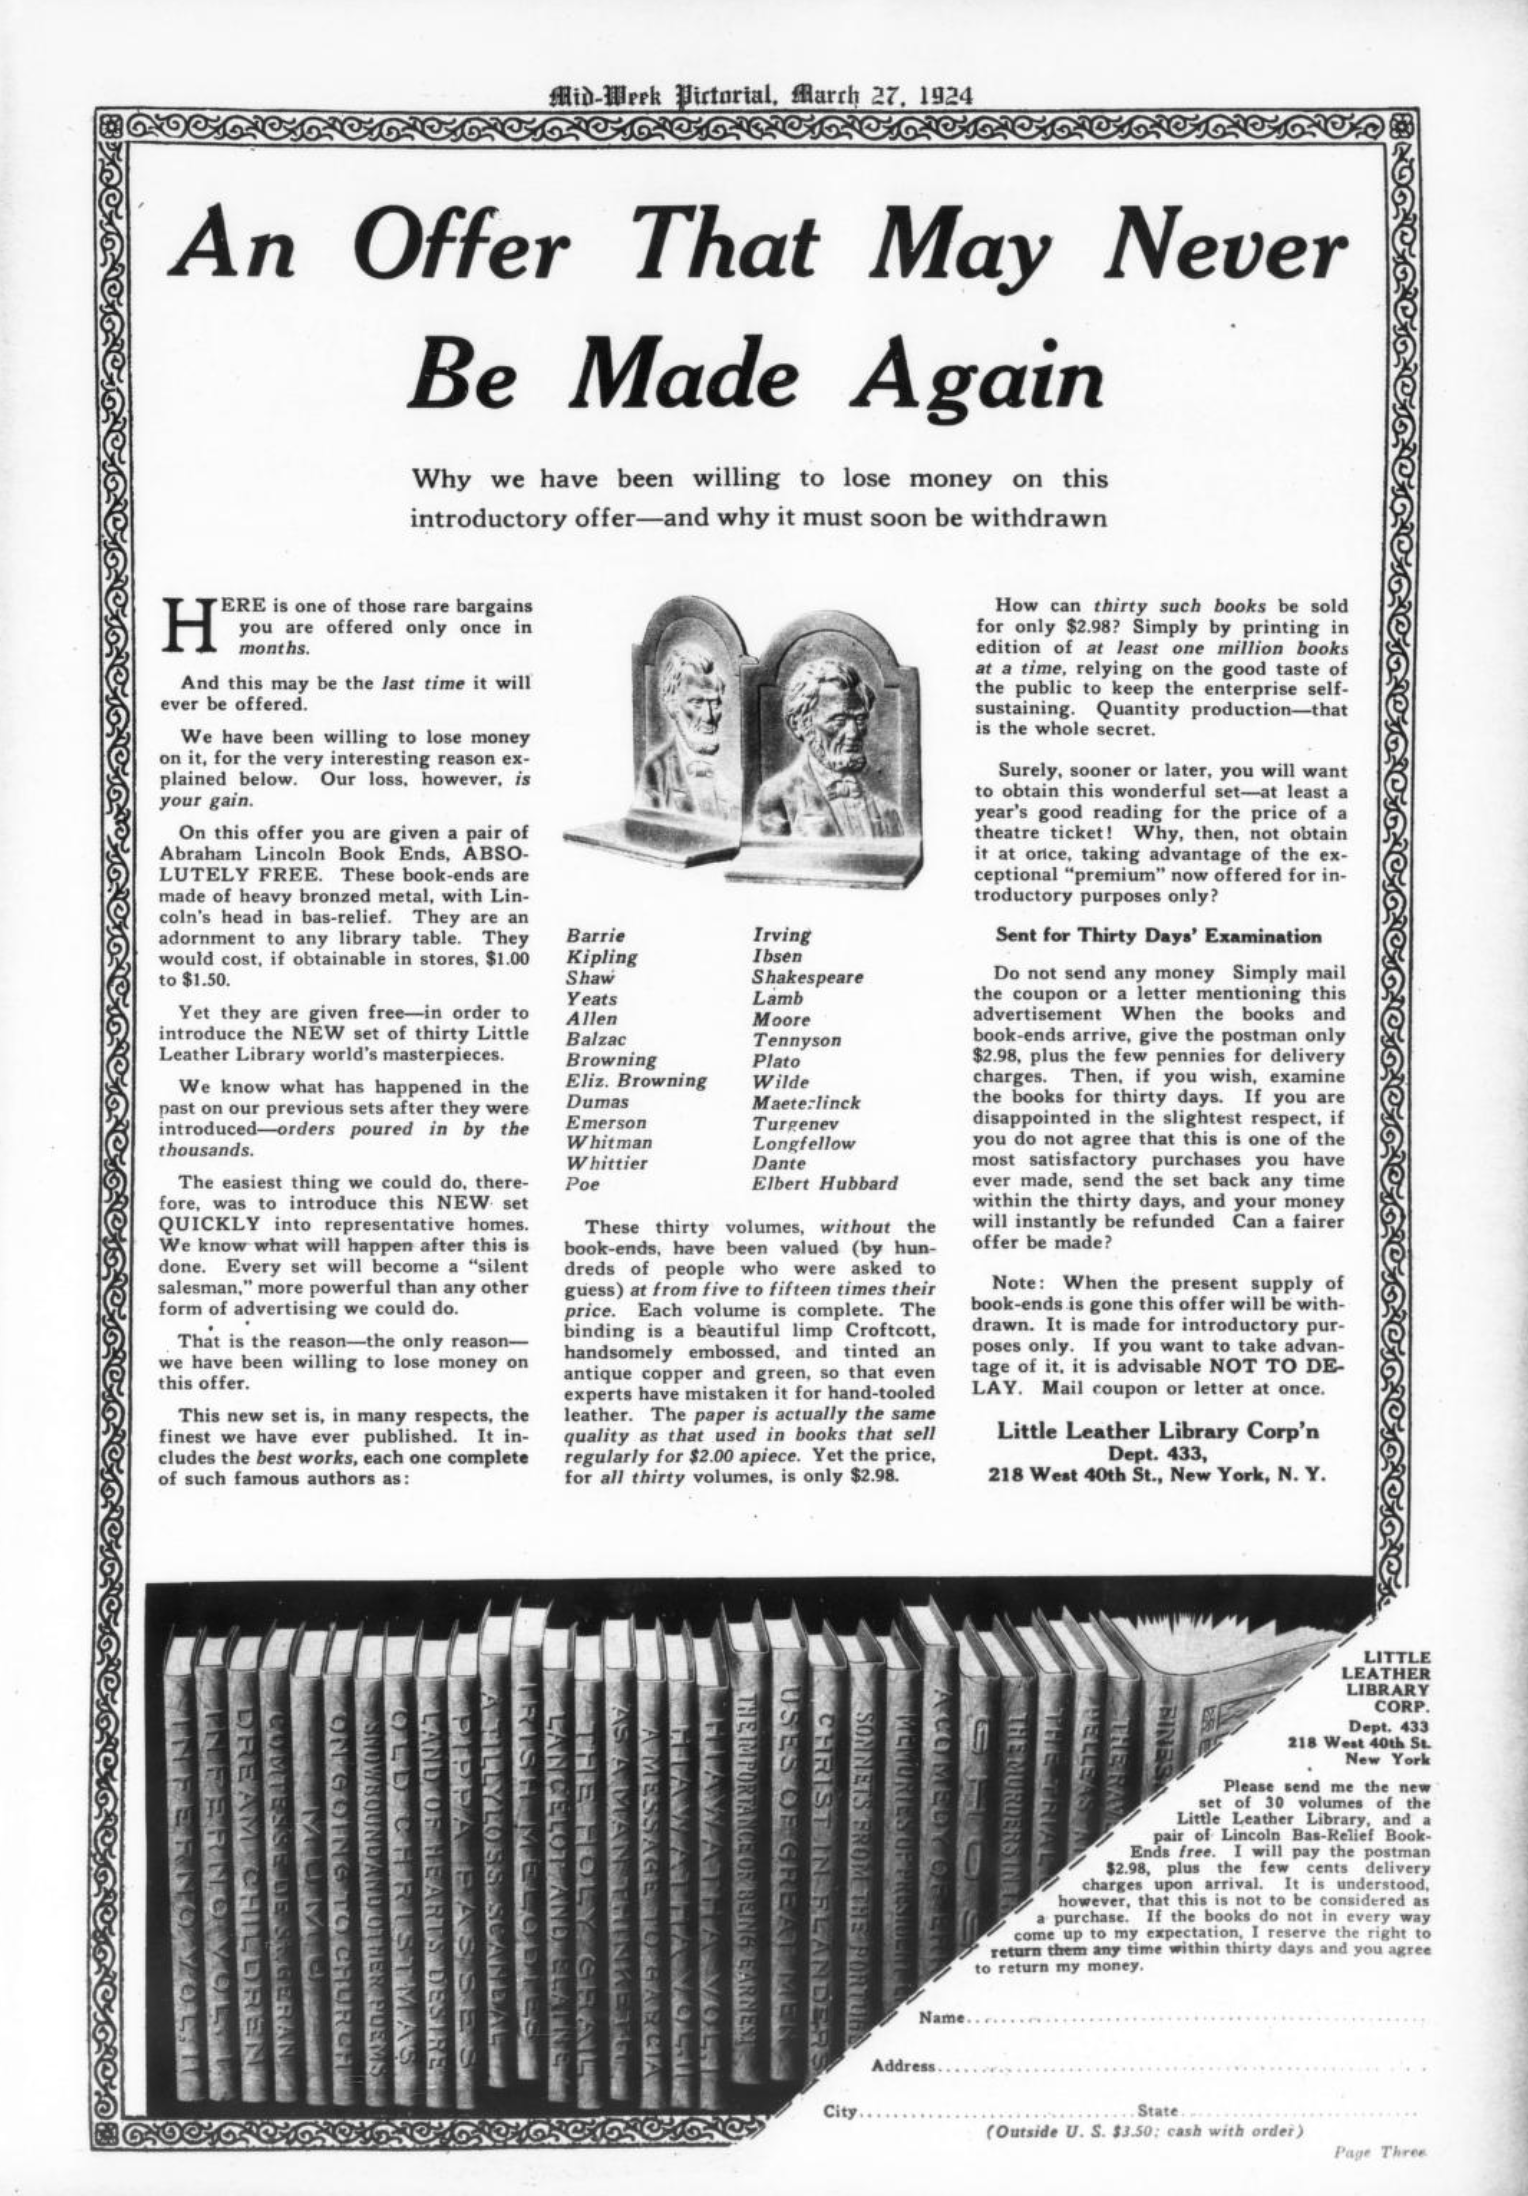 Mid-Week Pictorial, March 27, 1924
An Offer That May Never
Be Made Again
Why we have been willing to lose money on this
introductory offer—and why it must soon be withdrawn
HERE is one of those rare bargains
you are offered only once in
months.
And this may be the last time it will
ever be offered.
We have been willing to lose money
on it, for the very interesting reason ex-
plained below. Our loss, however, is
your gain.
On this offer you are given a pair of
Abraham Lincoln Book Ends, ABSO-
LUTELY FREE. These book-ends are
made of heavy bronzed metal, with Lin-
coln's head in bas-relief. They are an
adornment to any library table. They
would cost, if obtainable in stores, $1.00
to $1.50.
Yet they are given free—in order to
introduce the NEW set of thirty Little
Leather Library world's masterpieces.
We know what has happened in the
past on our previous sets after they were
introduced—orders poured in by the
thousands.
The easiest thing we could do, there-
fore, was to introduce this NEW set
QUICKLY into representative homes.
We know what will happen after this is
done. Every set will become a "silent
salesman," more powerful than any other
form of advertising we could do.
That is the reason—the only reason—
we have been willing to lose money on
this offer.
This new set is, in many respects, the
finest we have ever published. It in-
cludes the best works, each one complete
of such famous authors as:
Barrie
Kipling
Shaw
Yeats
Allen
Balzac
Browning
Eliz. Browning
Dumas
Emerson
Whitman
Whittier
Poe
Irving
Ibsen
Shakespeare
Lamb
Moore
Tennyson
Plato
Wilde
Maeterlinck
Turgenev
Longfellow
Dante
Elbert Hubbard
These thirty volumes, without the
book-ends, have been valued (by hun-
dreds of people who were asked to
guess) at from five to fifteen times their
price. Each volume is complete. The
binding is a beautiful limp Croftcott,
handsomely embossed, and tinted an
antique copper and green, so that even
experts have mistaken it for hand-tooled
leather. The paper is actually the same
quality as that used in books that sell
regularly for $2.00 apiece. Yet the price,
for all thirty volumes, is only $2.98.
How can thirty such books be sold
for only $2.98? Simply by printing in
edition of at least one million books
at a time, relying on the good taste of
the public to keep the enterprise self-
sustaining. Quantity production—that
is the whole secret.
Surely, sooner or later, you will want
to obtain this wonderful set—at least a
year's good reading for the price of a
theatre ticket! Why, then, not obtain
it at once, taking advantage of the ex-
ceptional "premium" now offered for in-
troductory purposes only?
Sent for Thirty Days' Examination
Do not send any money Simply mail
the coupon or a letter mentioning this
advertisement When the books and
book-ends arrive, give the postman only
$2.98, plus the few pennies for delivery
charges. Then, if you wish, examine
the books for thirty days. If you are
disappointed in the slightest respect, if
you do not agree that this is one of the
most satisfactory purchases you have
ever made, send the set back any time
within the thirty days, and your money
will instantly be refunded Can a fairer
offer be made?
Note: When the present supply of
book-ends is gone this offer will be with-
drawn. It is made for introductory pur-
poses only. If you want to take advan-
tage of it, it is advisable NOT TO DE-
LAY. Mail coupon or letter at once.
Little Leather Library Corp'n
Dept. 433,
218 West 40th St., New York, N. Y.
INFERNO VOL. II
INFERNO VOL. I
DREAM CHILDREN
COMTESSE DE ST. GERAN
MUMU
ON GOING TO CHURCH
SNOWBOUND AND OTHER POEMS
OLD CHRISTMAS
LAND OF HEART'S DESIRE
PIPPA PASSES
A TILLYLOSS SCANDAL
IRISH MELODIES
LANCELOT AND ELAINE
THE HOLY GRAIL
AS A MAN THINKETH
A MESSAGE TO GARCIA
HIAWATHA VOL. II
HIAWATHA VOL. I
THE IMPORTANCE OF BEING EARNEST
USES OF GREAT MEN
CHRIST IN FLANDERS
SONNETS FROM THE PORTUGUE
MEMORIES OF PRESIDENT
A COMEDY OF ERR
GHOSTS
THE MURDERS IN TH
THE TRIAL
PELLEAS
THE RAV
FINES
LITTLE
LEATHER
LIBRARY
CORP.
Dept. 433
218 West 40th St.
New York
Please send me the new
set of 30 volumes of the
Little Leather Library, and a
pair of Lincoln Bas-Relief Book-
Ends free. I will pay the postman
$2.98, plus the few cents delivery
charges upon arrival. It is understood,
however, that this is not to be considered as
a purchase. If the books do not in every way
come up to my expectation, I reserve the right to
return them any time within thirty days and you agree
to return my money.
Name
Address
City State
(Outside U. S. $3.50; cash with order)
Page Three